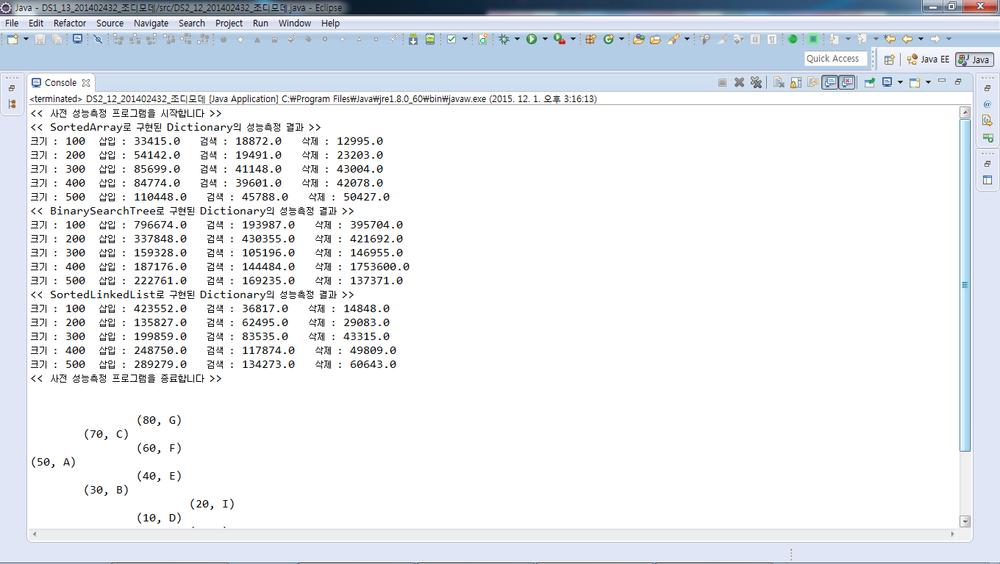 Java - DS1_13_201402432_조디모데/src/DS2_12_201402432_조디모데.java - Eclipse
File Edit Refactor Source Navigate Search Project Run Window Help
Quick Access
Java EE
Java
Console
<terminated> DS2_12_201402432_조디모데 [Java Application] C:₩Program Files₩Java₩jre1.8.0_60₩bin₩javaw.exe (2015. 12. 1. 오후 3:16:13)
<< 사전 성능측정 프로그램을 시작합니다 >>
<< SortedArray로 구현된 Dictionary의 성능측정 결과 >>
크기 : 100 삽입 : 33415.0 검색 : 18872.0 삭제 : 12995.0
크기 : 200 삽입 : 54142.0 검색 : 19491.0 삭제 : 23203.0
크기 : 300 삽입 : 85699.0 검색 : 41148.0 삭제 : 43004.0
크기 : 400 삽입 : 84774.0 검색 : 39601.0 삭제 : 42078.0
크기 : 500 삽입 : 110448.0 검색 : 45788.0 삭제 : 50427.0
<< BinarySearchTree로 구현된 Dictionary의 성능측정 결과 >>
크기 : 100 삽입 : 796674.0 검색 : 193987.0 삭제 : 395704.0
크기 : 200 삽입 : 337848.0 검색 : 430355.0 삭제 : 421692.0
크기 : 300 삽입 : 159328.0 검색 : 105196.0 삭제 : 146955.0
크기 : 400 삽입 : 187176.0 검색 : 144484.0 삭제 : 1753600.0
크기 : 500 삽입 : 222761.0 검색 : 169235.0 삭제 : 137371.0
<< SortedLinkedList로 구현된 Dictionary의 성능측정 결과 >>
크기 : 100 삽입 : 423552.0 검색 : 36817.0 삭제 : 14848.0
크기 : 200 삽입 : 135827.0 검색 : 62495.0 삭제 : 29083.0
크기 : 300 삽입 : 199859.0 검색 : 83535.0 삭제 : 43315.0
크기 : 400 삽입 : 248750.0 검색 : 117874.0 삭제 : 49809.0
크기 : 500 삽입 : 289279.0 검색 : 134273.0 삭제 : 60643.0
<< 사전 성능측정 프로그램을 종료합니다 >>
(80, G)
(70, C)
(60, F)
(50, A)
(40, E)
(30, B)
(20, I)
(10, D)